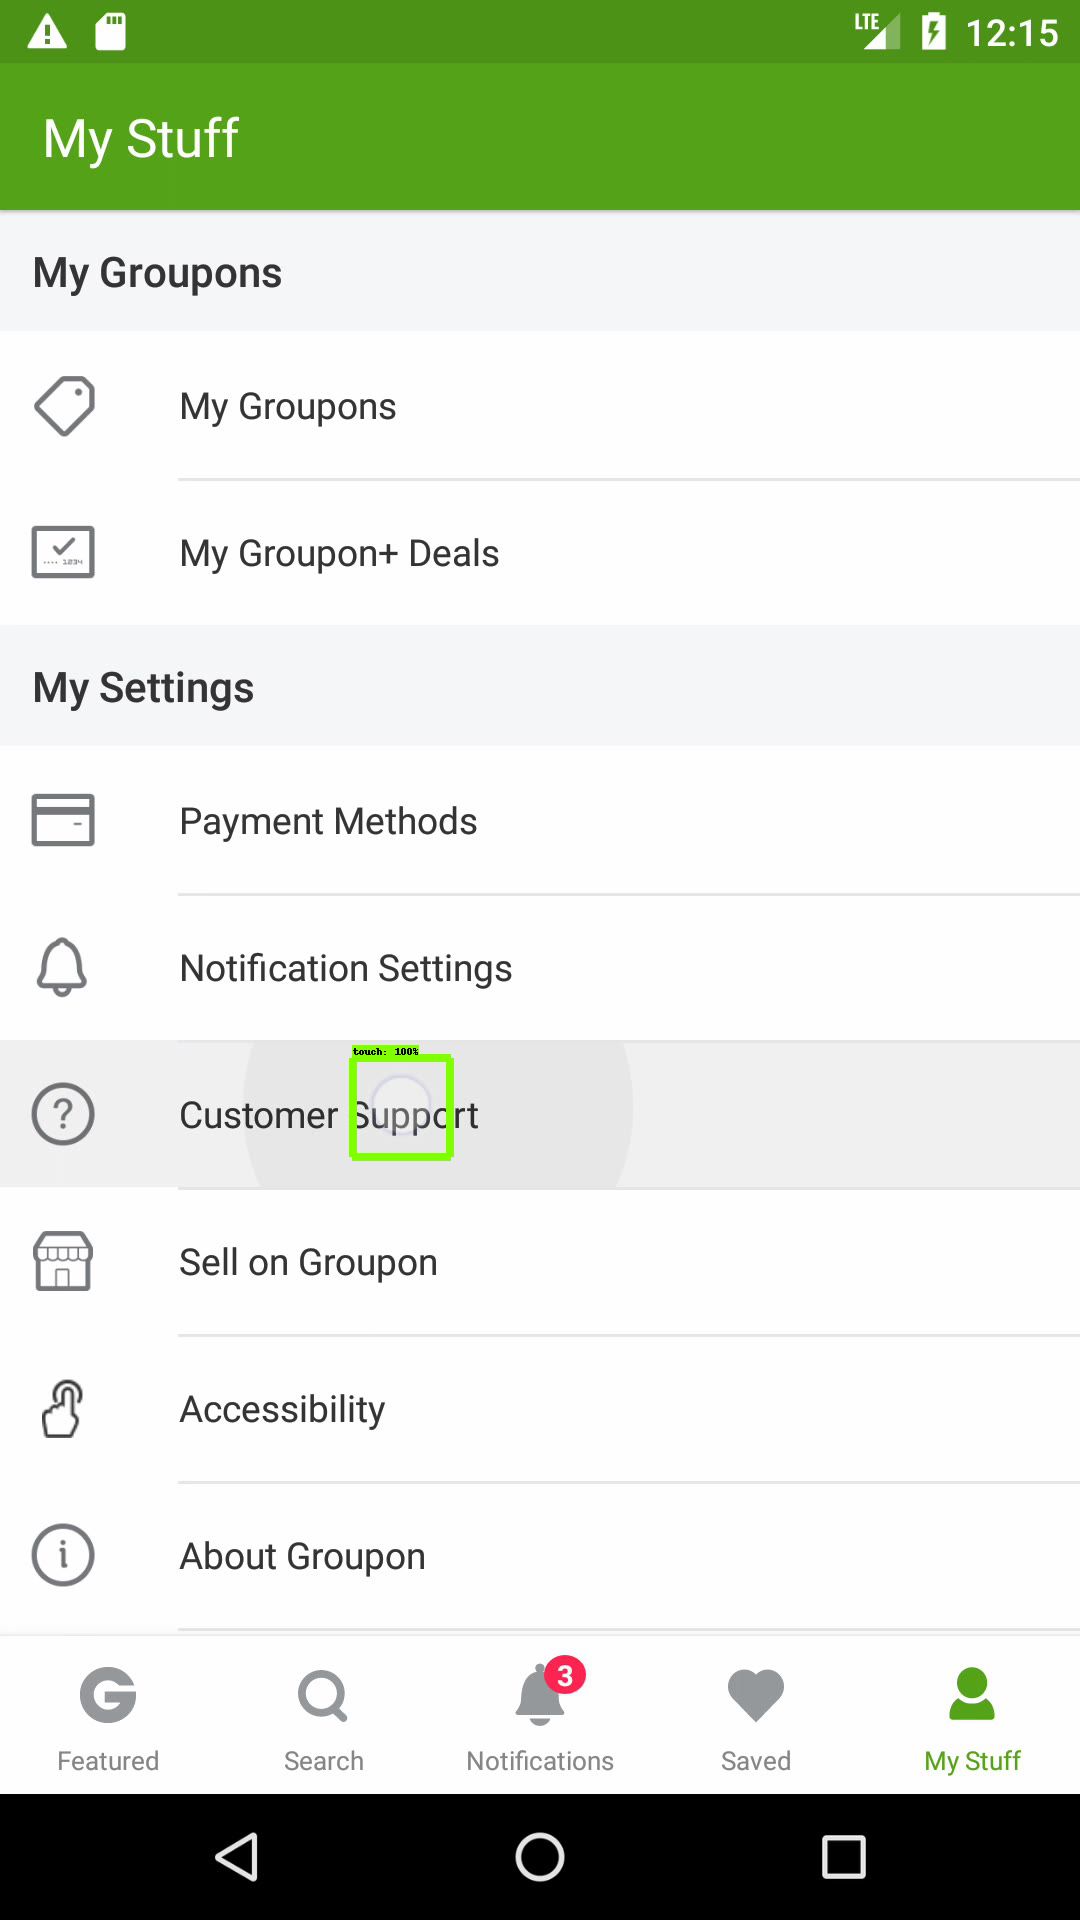 LTE 12:15
My Stuff
My Groupons
My Groupons
1234
My Groupon+ Deals
My Settings
Payment Methods
Notification Settings
touch: 100%
Customer Support
Sell on Groupon
Accessibility
About Groupon
3
Featured Search Notifications Saved My Stuff